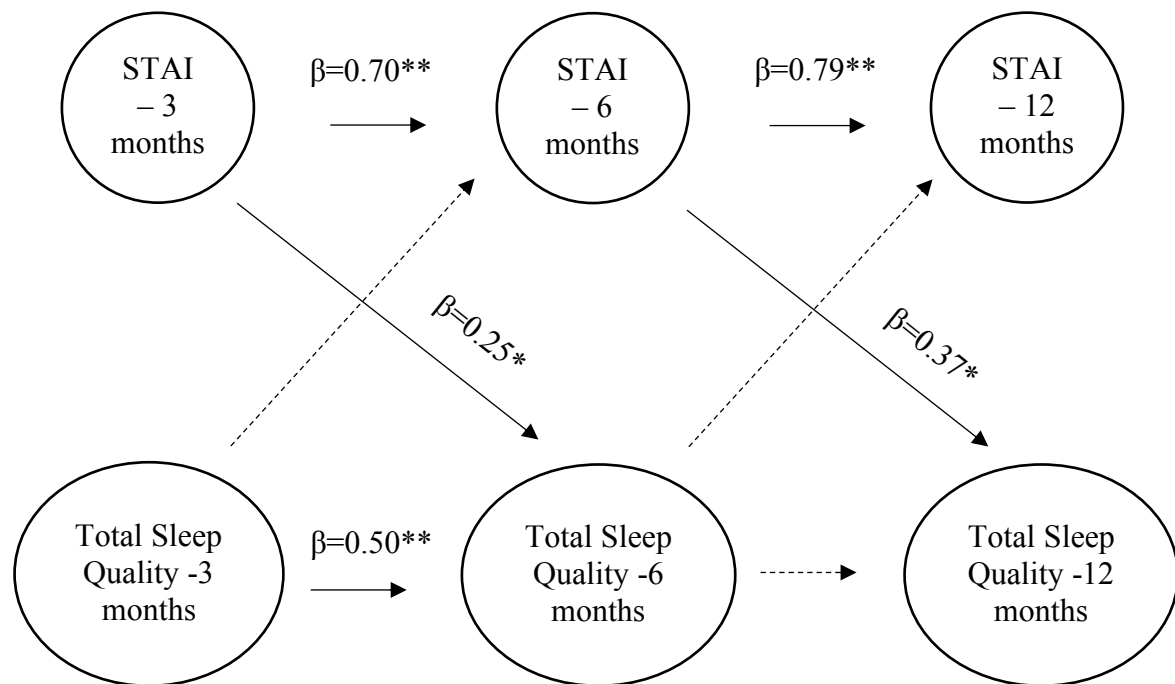 STAI
– 3
months
β=0.70**
STAI
– 6
months
β=0.79**
STAI
– 12
months
β=0.25*
β=0.37*
Total Sleep
Quality -3
months
β=0.50**
Total Sleep
Quality -6
months
Total Sleep
Quality -12
months